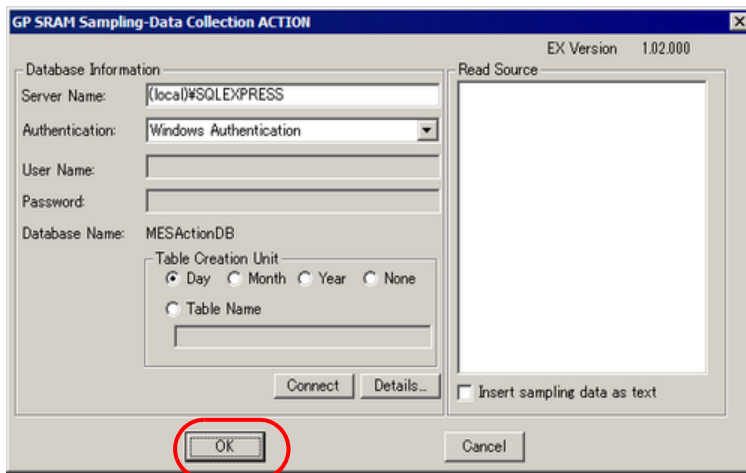 GP SRAM Sampling-Data Collection ACTION
EX Version 1.02.000
Database Information
Server Name: (local)¥SQLEXPRESS
Authentication: Windows Authentication
User Name:
Password:
Database Name: MESActionDB
Table Creation Unit
Day Month Year None
Table Name
Connect Details...
Read Source
Insert sampling data as text
OK Cancel